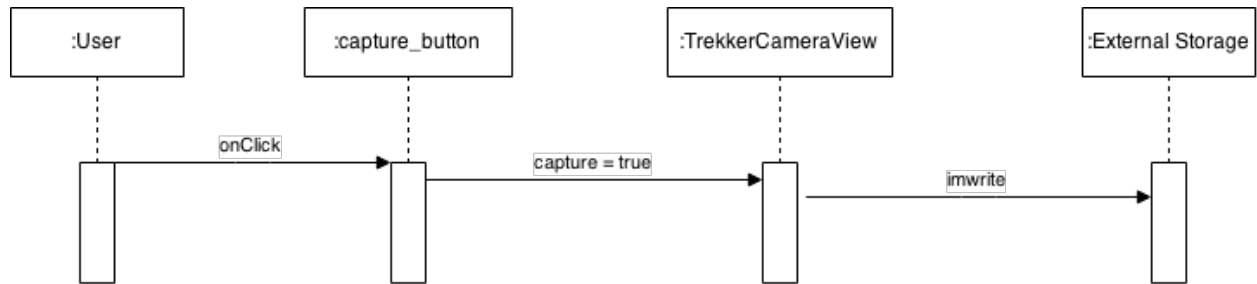 :User
:capture_button
:TrekkerCameraView
:External Storage
onClick
capture = true
imwrite